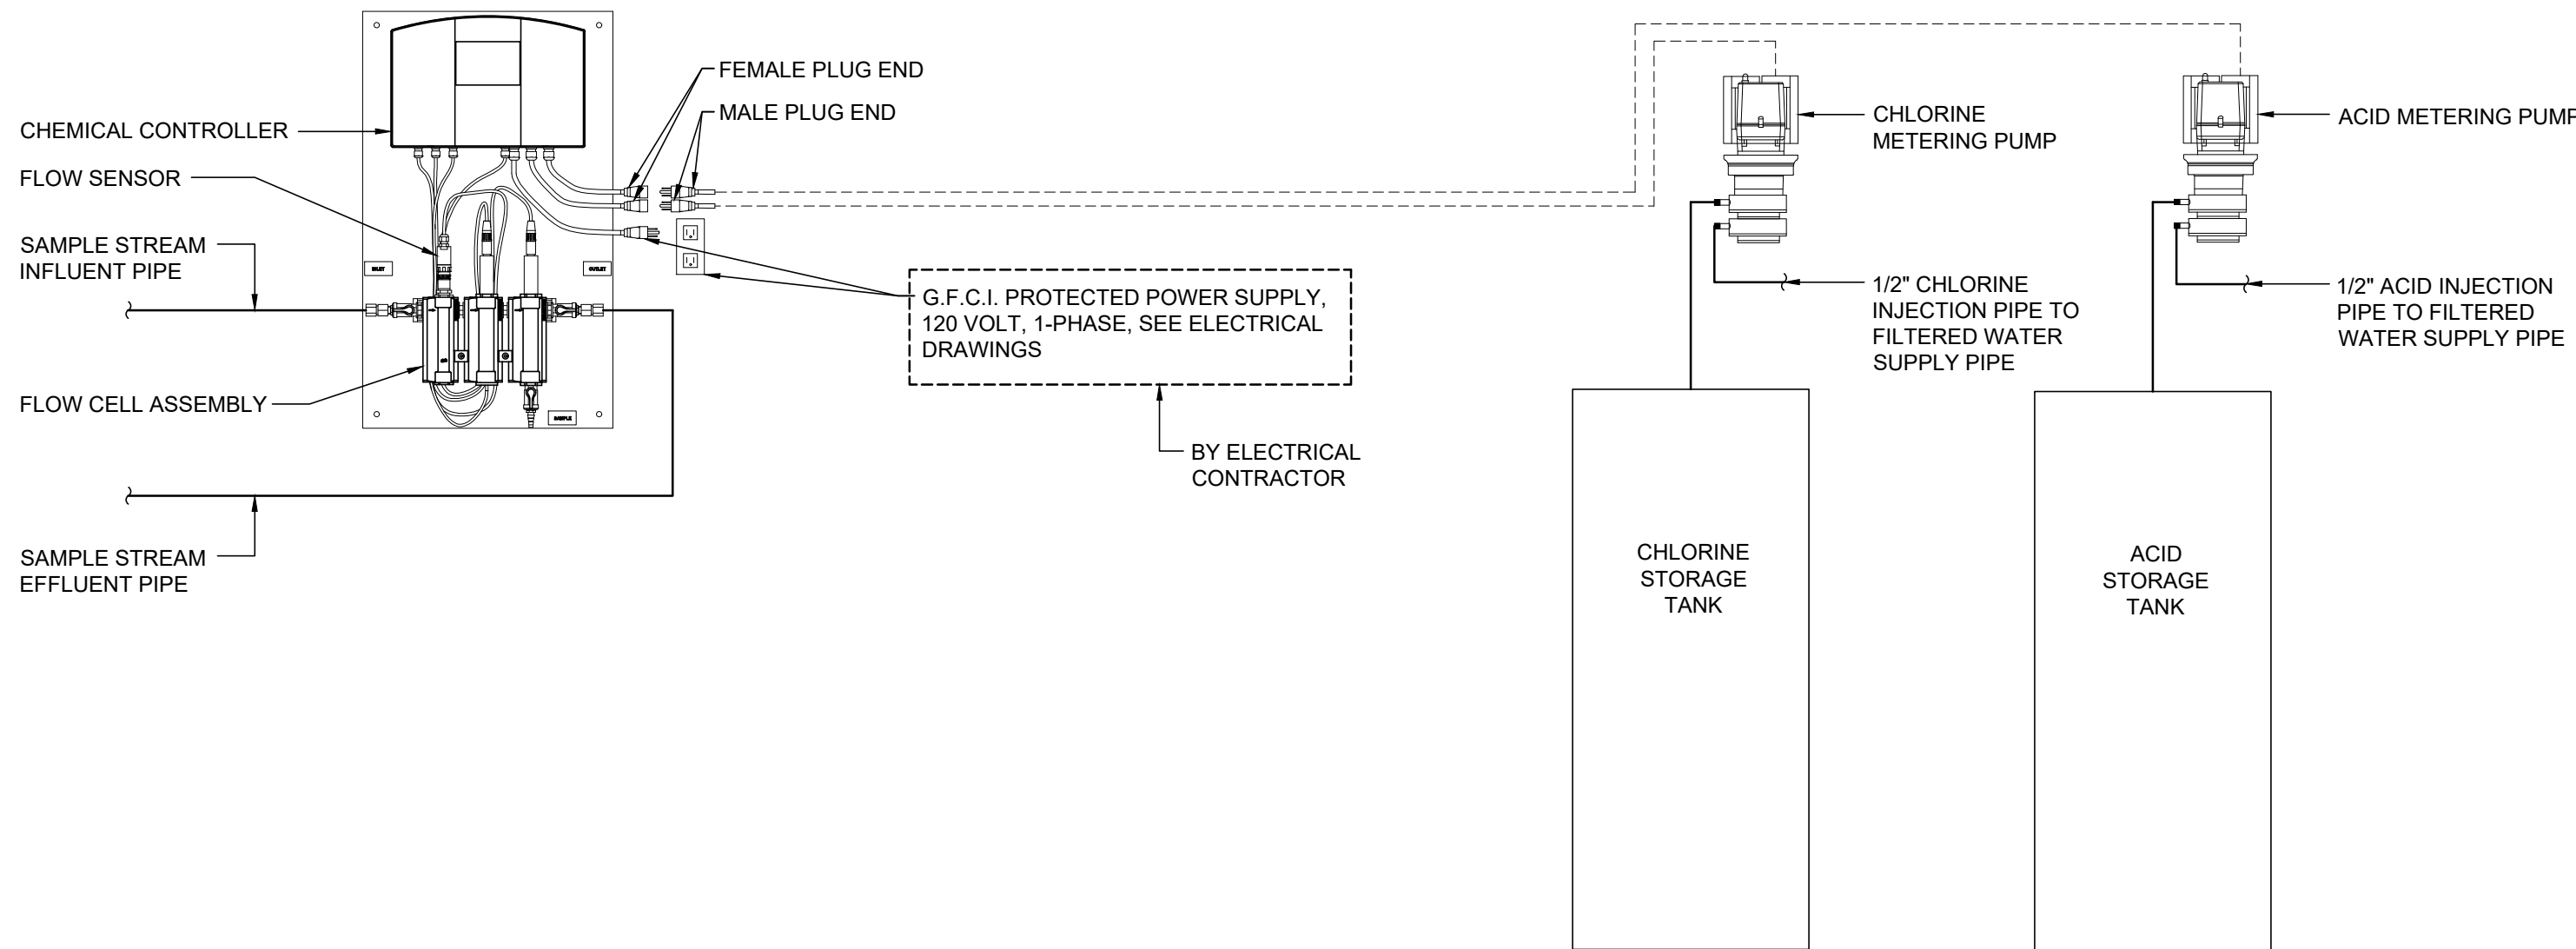 FEMALE PLUG END
MALE PLUG END
CHEMICAL CONTROLLER
FLOW SENSOR
SAMPLE STREAM
INFLUENT PIPE
INLET
OUTLET
FLOW CELL ASSEMBLY
SAMPLE
SAMPLE STREAM
EFFLUENT PIPE
G.F.C.I. PROTECTED POWER SUPPLY,
120 VOLT, 1-PHASE, SEE ELECTRICAL
DRAWINGS
BY ELECTRICAL
CONTRACTOR
CHLORINE
METERING PUMP
ACID METERING PUMP
1/2" CHLORINE
INJECTION PIPE TO
FILTERED WATER
SUPPLY PIPE
1/2" ACID INJECTION
PIPE TO FILTERED
WATER SUPPLY PIPE
CHLORINE
STORAGE
TANK
ACID
STORAGE
TANK